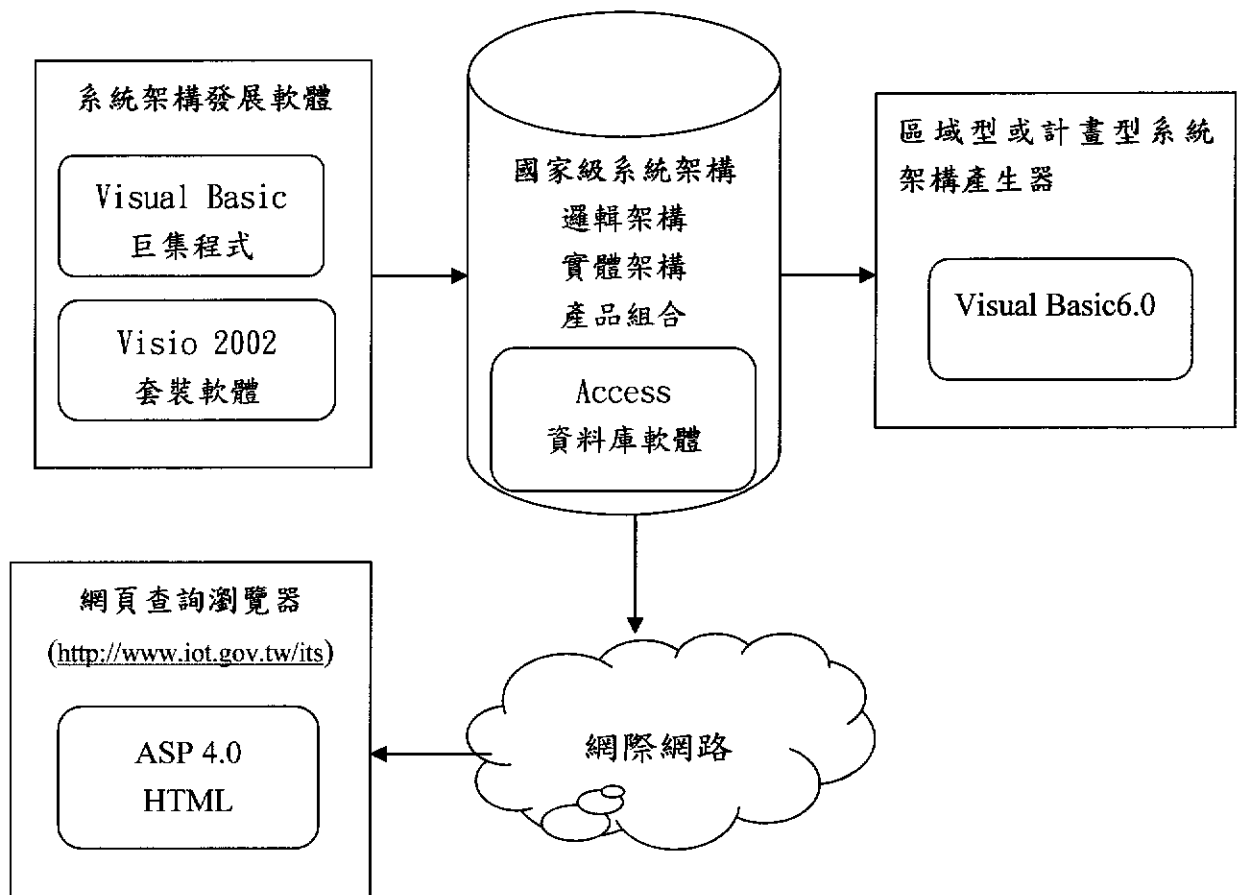 系統架構發展軟體
Visual Basic
巨集程式
Visio 2002
套裝軟體
國家級系統架構
邏輯架構
實體架構
產品組合
Access
資料庫軟體
區域型或計畫型系統
架構產生器
Visual Basic6.0
網頁查詢瀏覽器
(http://www.iot.gov.tw/its)
ASP 4.0
HTML
網際網路